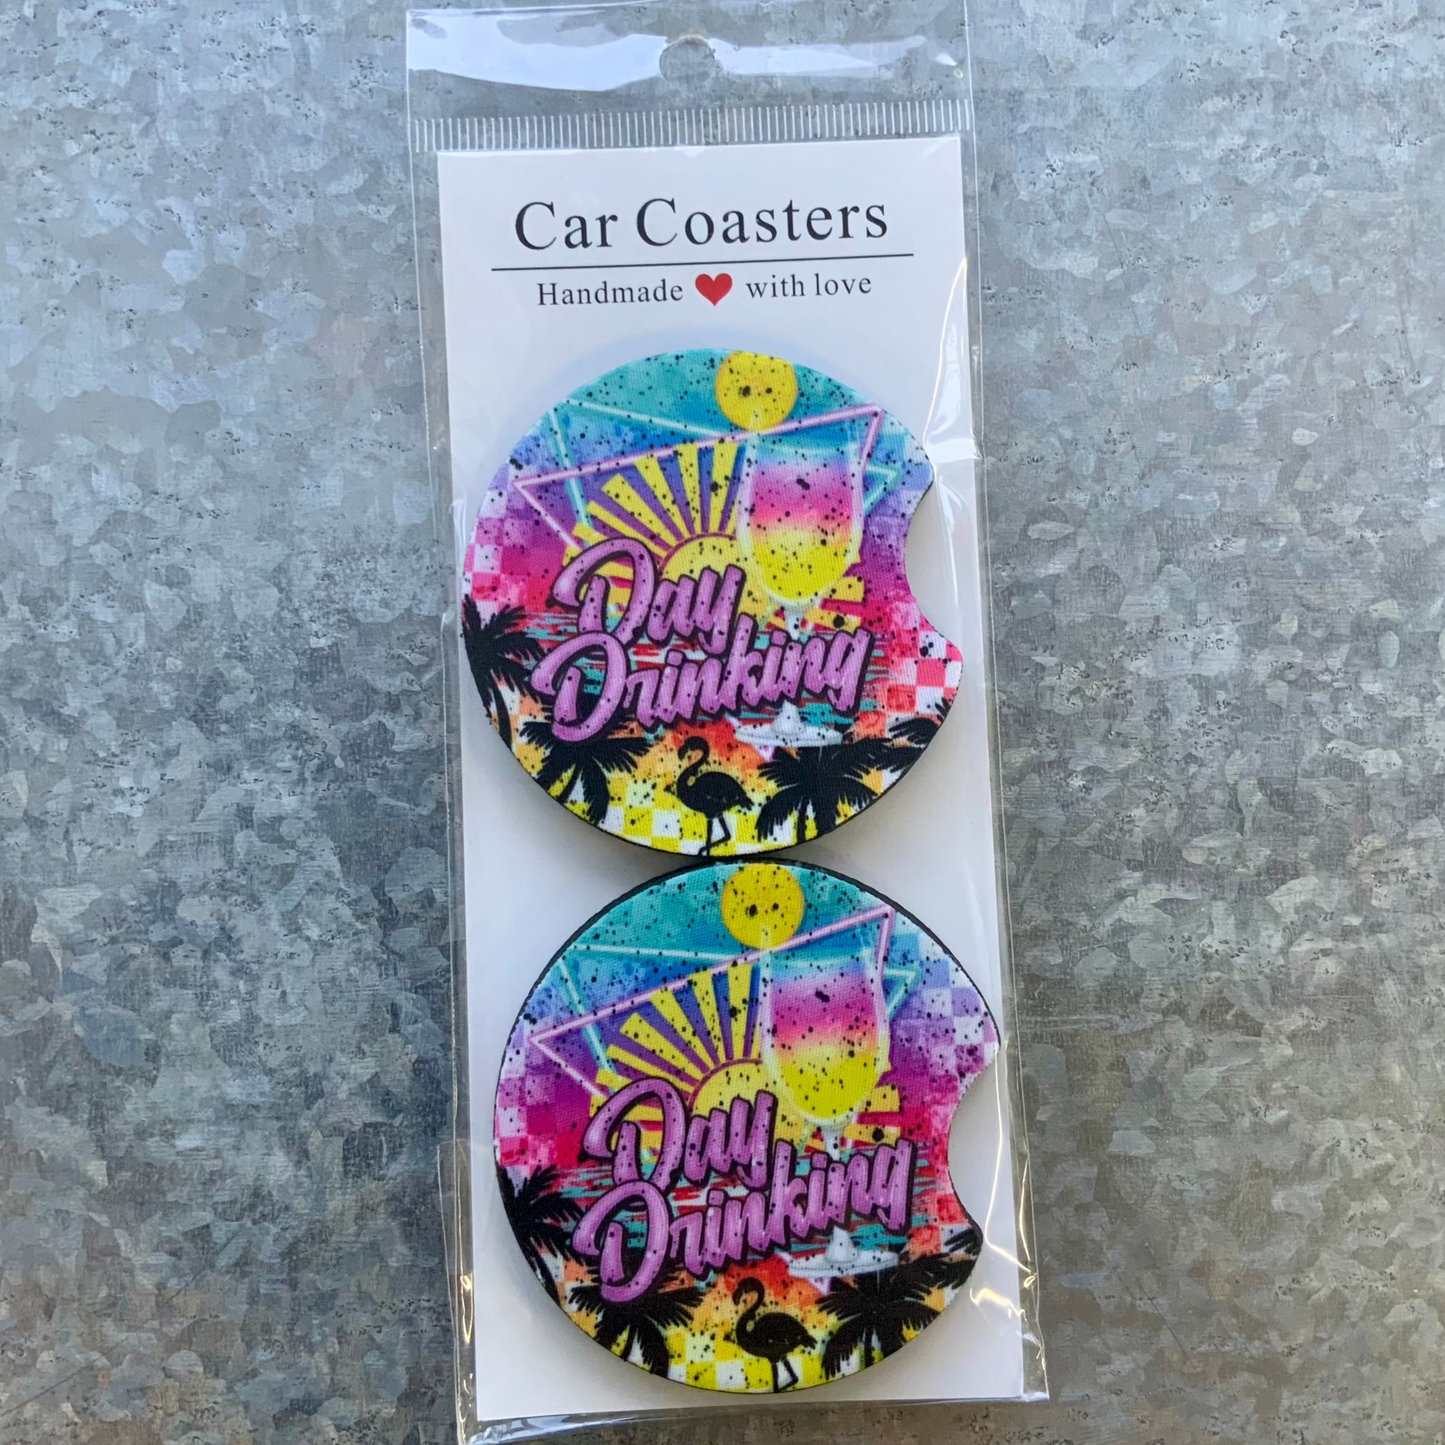 Car Coasters
Handmade ❤ with love
Day
Drinking
Day
Drinking